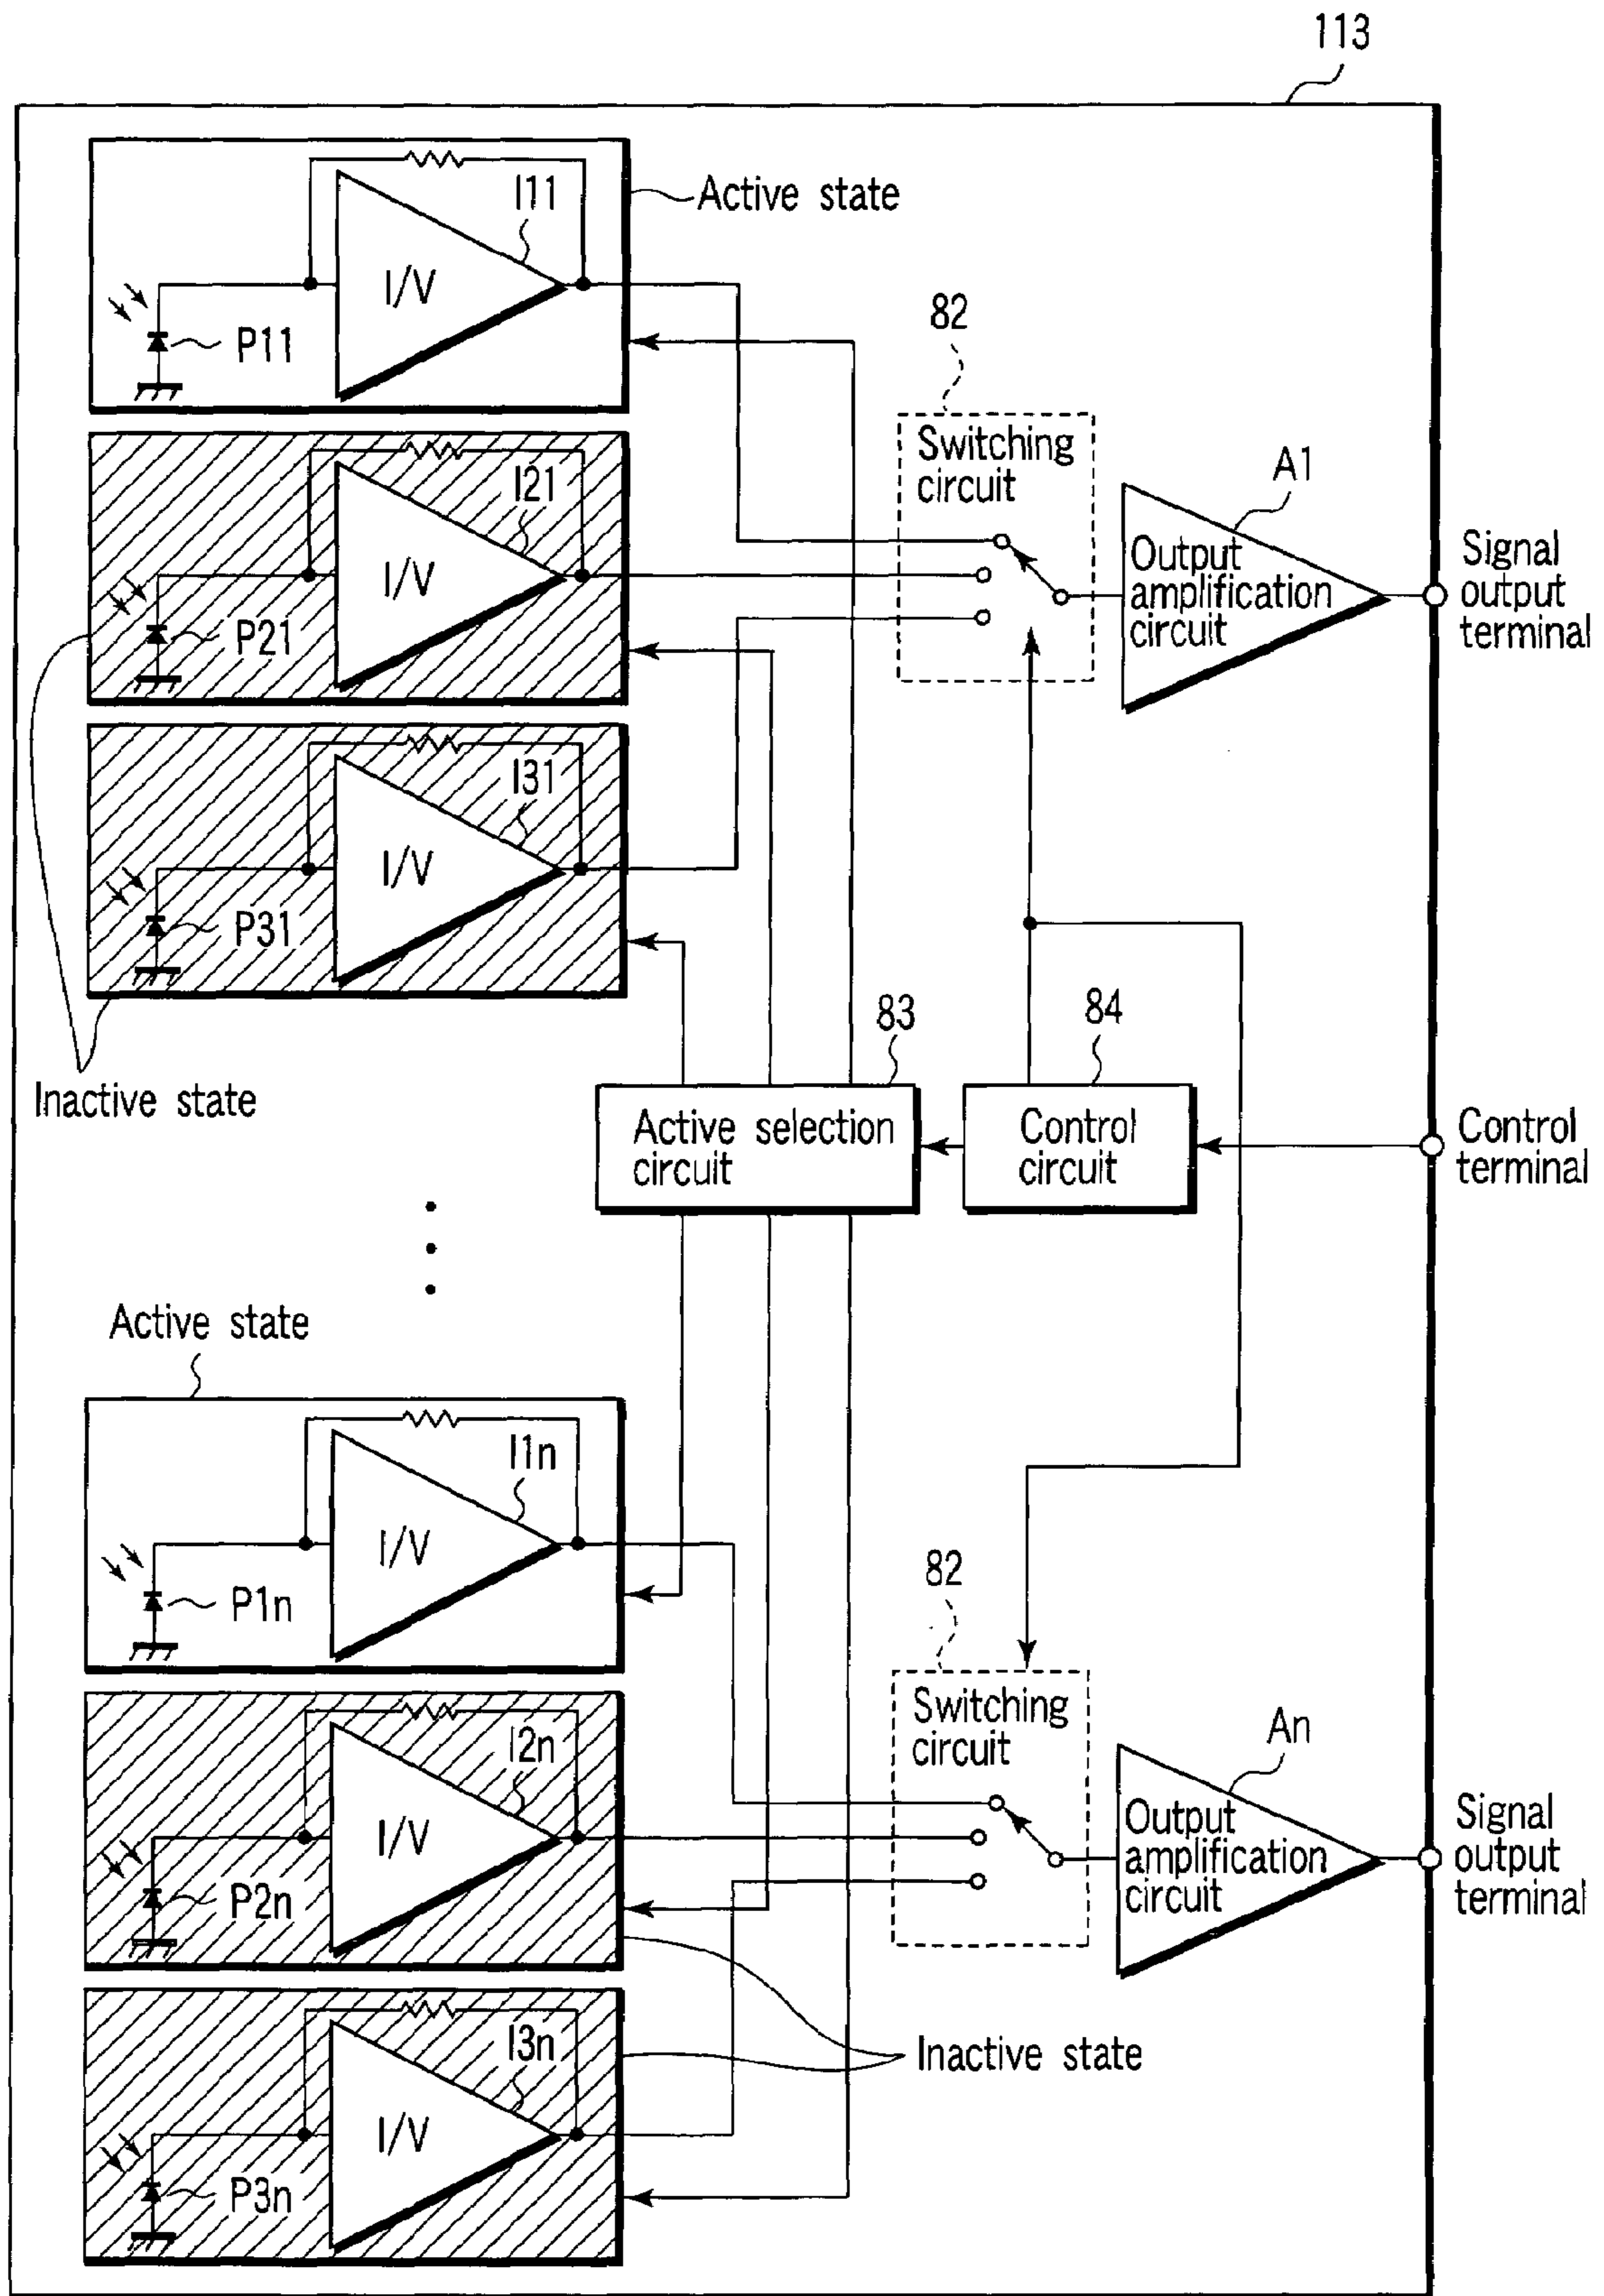 113
I11
Active state
I/V
P11
82
Switching
circuit
A1
I21
I/V
P21
Output
amplification
circuit
Signal
output
terminal
I31
I/V
P31
83
84
Inactive state
Active selection
circuit
Control
circuit
Control
terminal
Active state
I1n
I/V
P1n
82
Switching
circuit
An
I2n
I/V
P2n
Output
amplification
circuit
Signal
output
terminal
I3n
Inactive state
I/V
P3n